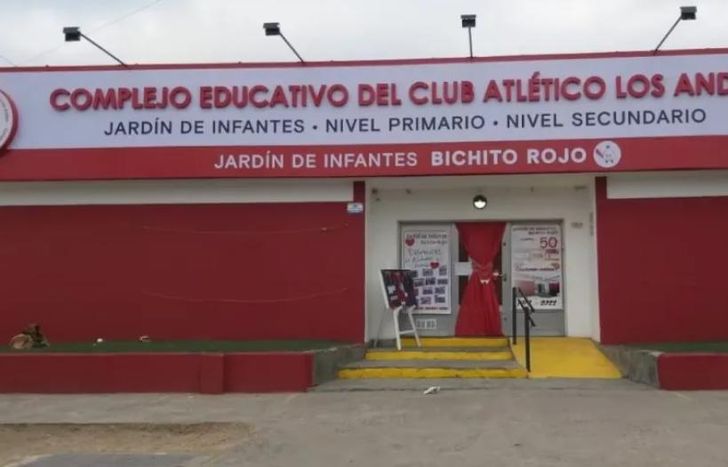 COMPLEJO EDUCATIVO DEL CLUB ATLÉTICO LOS AND
JARDÍN DE INFANTES • NIVEL PRIMARIO • NIVEL SECUNDARIO
JARDÍN DE INFANTES BICHITO ROJO
50